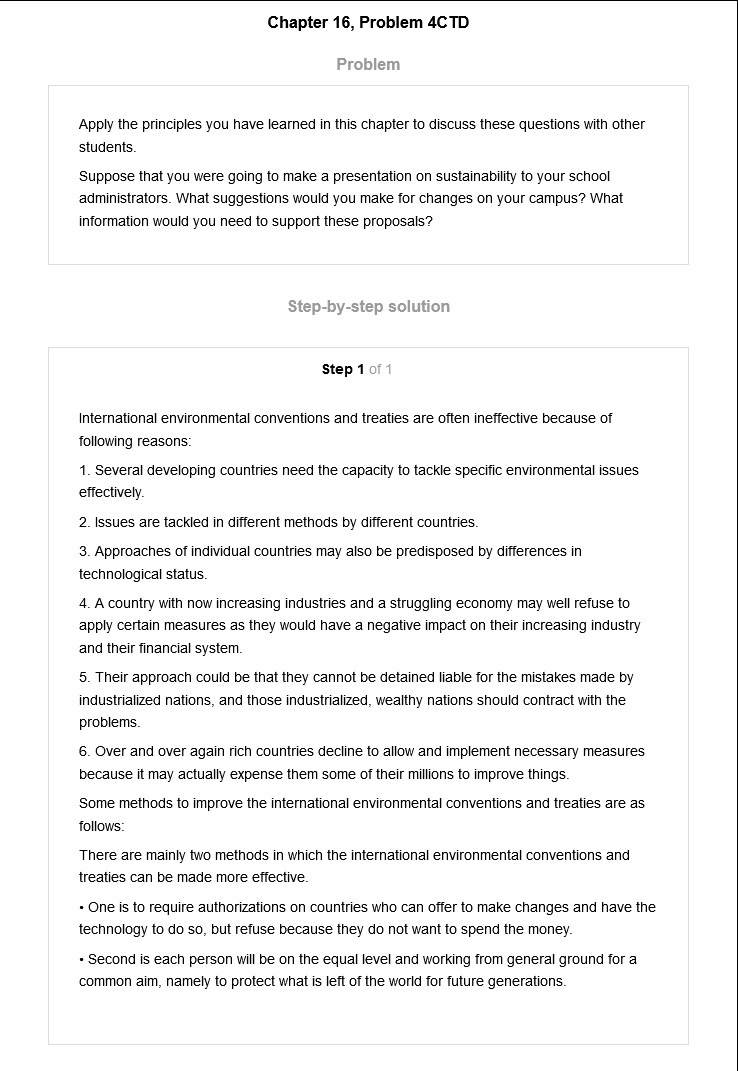 Chapter 16, Problem 4CTD
Problem
Apply the principles you have learned in this chapter to discuss these questions with other
students.
Suppose that you were going to make a presentation on sustainability to your school
administrators. What suggestions would you make for changes on your campus? What
information would you need to support these proposals?
Step-by-step solution
Step 1 of 1
International environmental conventions and treaties are often ineffective because of
following reasons:
1. Several developing countries need the capacity to tackle specific environmental issues
effectively.
2. Issues are tackled in different methods by different countries.
3. Approaches of individual countries may also be predisposed by differences in
technological status.
4. A country with now increasing industries and a struggling economy may well refuse to
apply certain measures as they would have a negative impact on their increasing industry
and their financial system.
5. Their approach could be that they cannot be detained liable for the mistakes made by
industrialized nations, and those industrialized, wealthy nations should contract with the
problems.
6. Over and over again rich countries decline to allow and implement necessary measures
because it may actually expense them some of their millions to improve things.
Some methods to improve the international environmental conventions and treaties are as
follows:
There are mainly two methods in which the international environmental conventions and
treaties can be made more effective.
• One is to require authorizations on countries who can offer to make changes and have the
technology to do so, but refuse because they do not want to spend the money.
• Second is each person will be on the equal level and working from general ground for a
common aim, namely to protect what is left of the world for future generations.